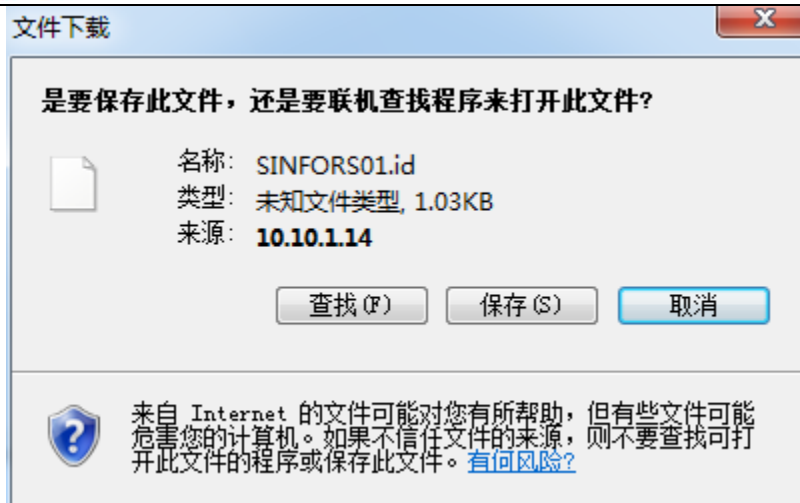 文件下载
是要保存此文件，还是要联机查找程序来打开此文件?
名称: SINFORS01.id
类型: 未知文件类型, 1.03KB
来源: 10.10.1.14
查找(F) 保存(S) 取消
来自 Internet 的文件可能对您有所帮助，但有些文件可能
危害您的计算机。如果不信任文件的来源，则不要查找可打
开此文件的程序或保存此文件。有何风险?